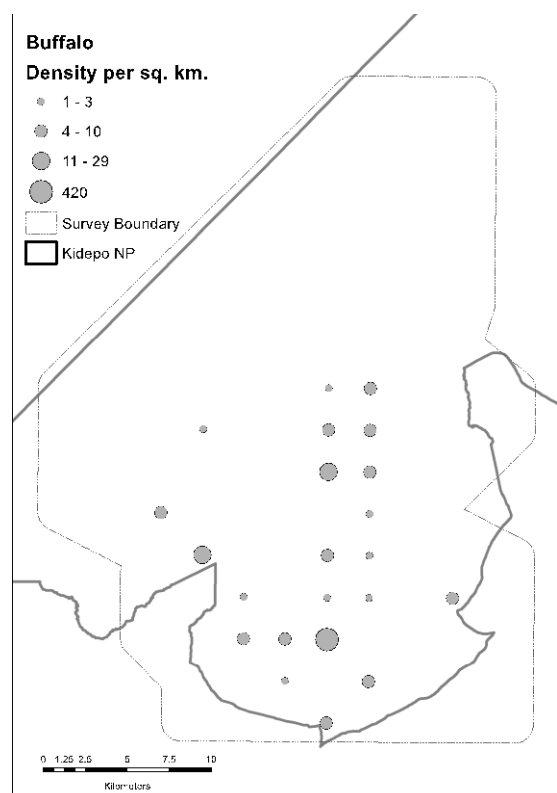 Buffalo
Density per sq. km.
1 - 3
4 - 10
11 - 29
420
Survey Boundary
Kidepo NP
0 1.25 2.5 5 7.5 10
Kilometers